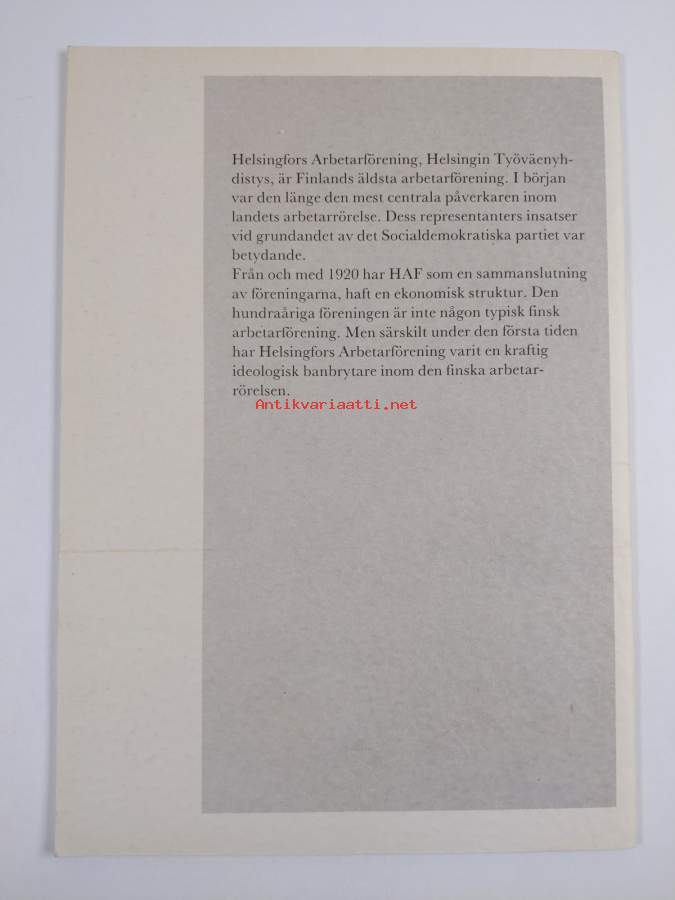 Helsingfors Arbetarförening, Helsingin Työväenyh-
distys, är Finlands äldsta arbetarförening. I början
var den länge den mest centrala påverkaren inom
landets arbetarrörelse. Dess representanters insatser
vid grundandet av det Socialdemokratiska partiet var
betydande.
Från och med 1920 har HAF som en sammanslutning
av föreningarna, haft en ekonomisk struktur. Den
hundraåriga föreningen är inte någon typisk finsk
arbetarförening. Men särskilt under den första tiden
har Helsingfors Arbetarförening varit en kraftig
ideologisk banbrytare inom den finska arbetar-
rörelsen.
Antikvariaatti.net